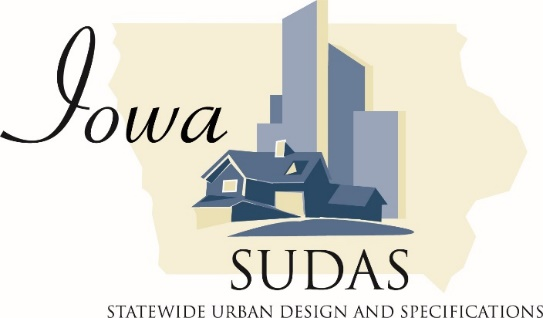 Iowa
SUDAS
STATEWIDE URBAN DESIGN AND SPECIFICATIONS